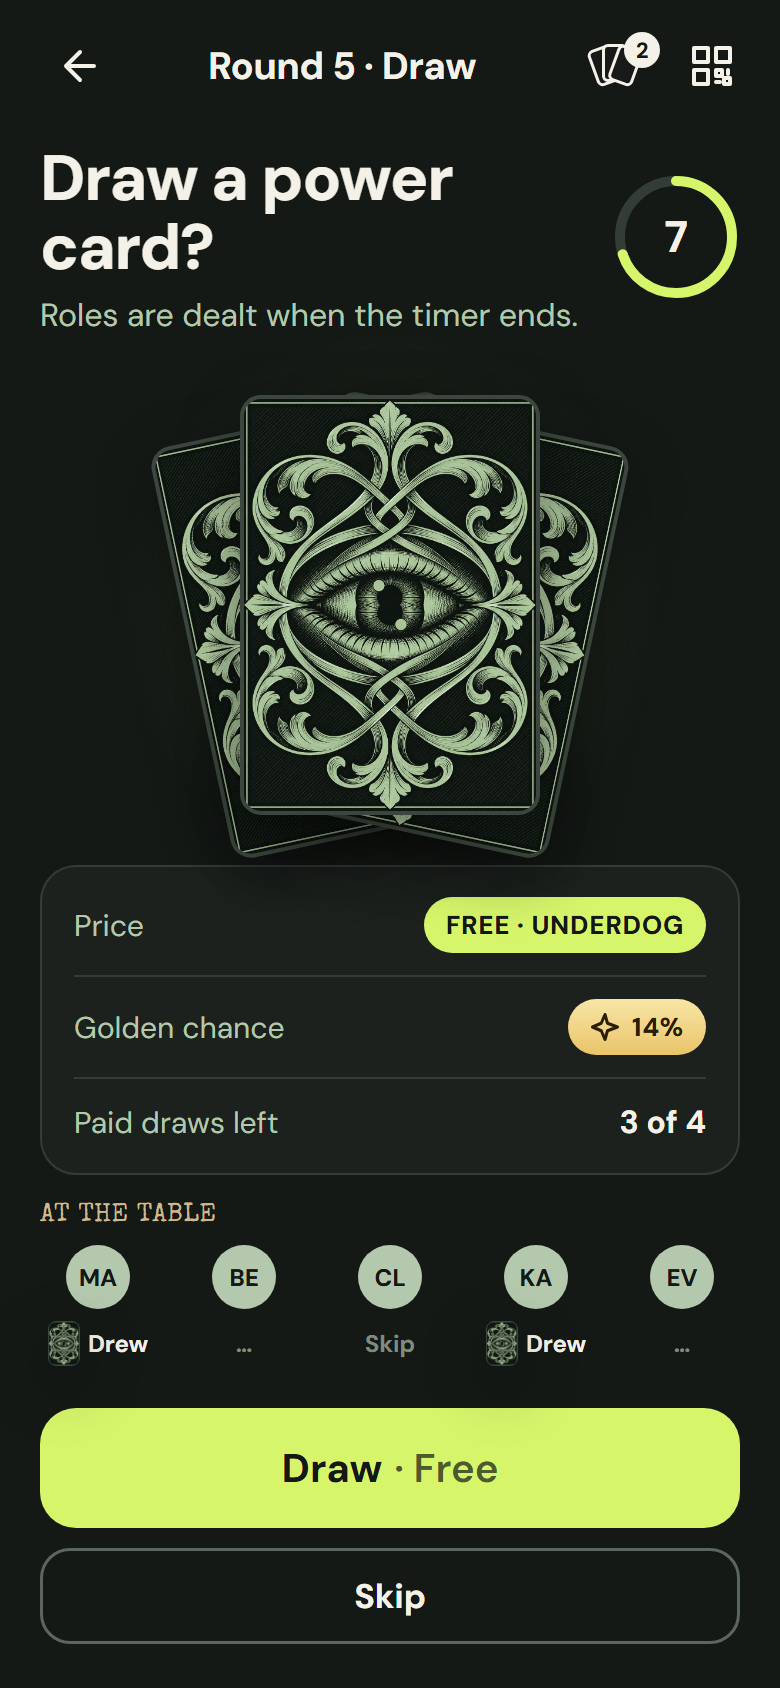 Round 5 · Draw
2
Draw a power
card?
7
Roles are dealt when the timer ends.
Price
FREE · UNDERDOG
Golden chance
14%
Paid draws left
3 of 4
AT THE TABLE
MA
BE
CL
KA
EV
Drew
...
Skip
Drew
...
Draw · Free
Skip